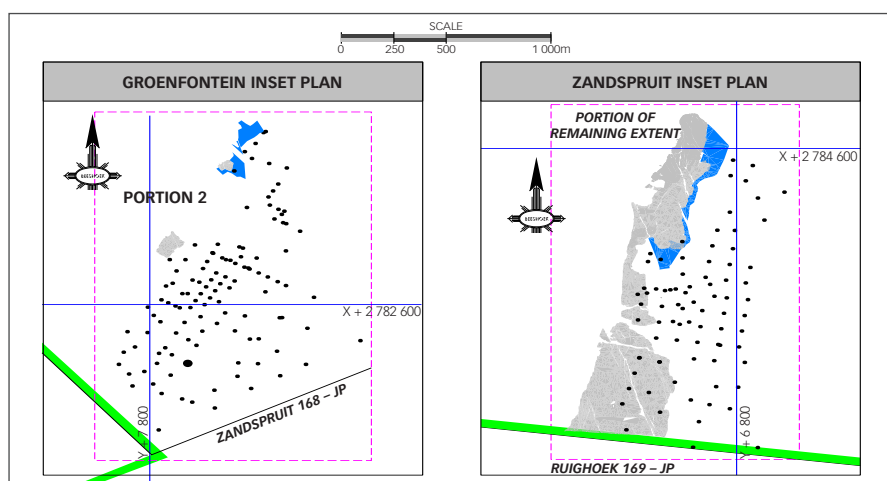 SCALE
0 250 500 1 000m
GROENFONTEIN INSET PLAN
PORTION 2
X + 2 782 600
Y + 7 800
ZANDSPRUIT 168 – JP
ZANDSPRUIT INSET PLAN
PORTION OF
REMAINING EXTENT
X + 2 784 600
Y + 6 800
RUIGHOEK 169 – JP